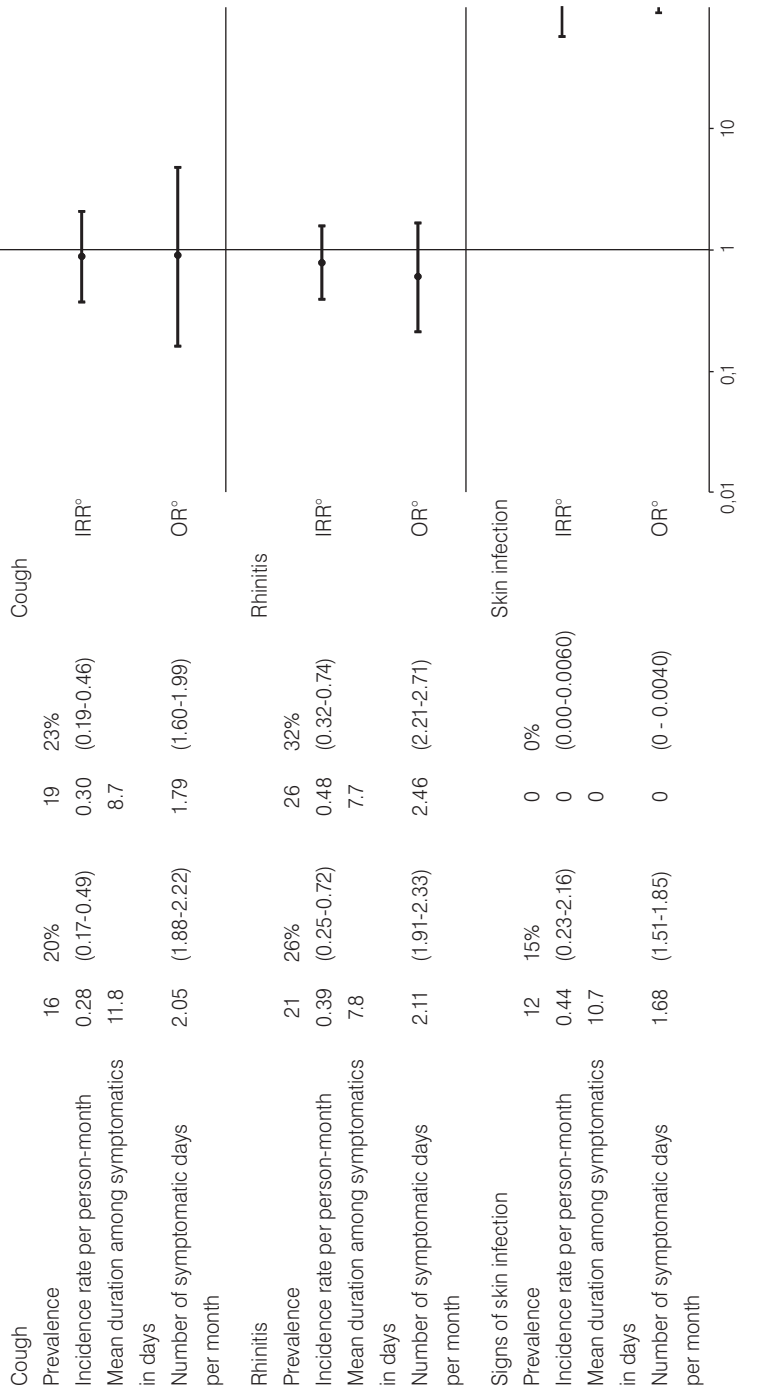 Cough
Prevalence 16 20% 19 23%
Incidence rate per person-month 0.28 (0.17-0.49) 0.30 (0.19-0.46)
Mean duration among symptomatics 11.8 8.7
in days
Number of symptomatic days 2.05 (1.88-2.22) 1.79 (1.60-1.99)
per month
Rhinitis
Prevalence 21 26% 26 32%
Incidence rate per person-month 0.39 (0.25-0.72) 0.48 (0.32-0.74)
Mean duration among symptomatics 7.8 7.7
in days
Number of symptomatic days 2.11 (1.91-2.33) 2.46 (2.21-2.71)
per month
Signs of skin infection
Prevalence 12 15% 0 0%
Incidence rate per person-month 0.44 (0.23-2.16) 0 (0.00-0.0060)
Mean duration among symptomatics 10.7 0
in days
Number of symptomatic days 1.68 (1.51-1.85) 0 (0 - 0.0040)
per month
Cough
IRR°
OR°
Rhinitis
IRR°
OR°
Skin infection
IRR°
OR°
0,01 0,1 1 10